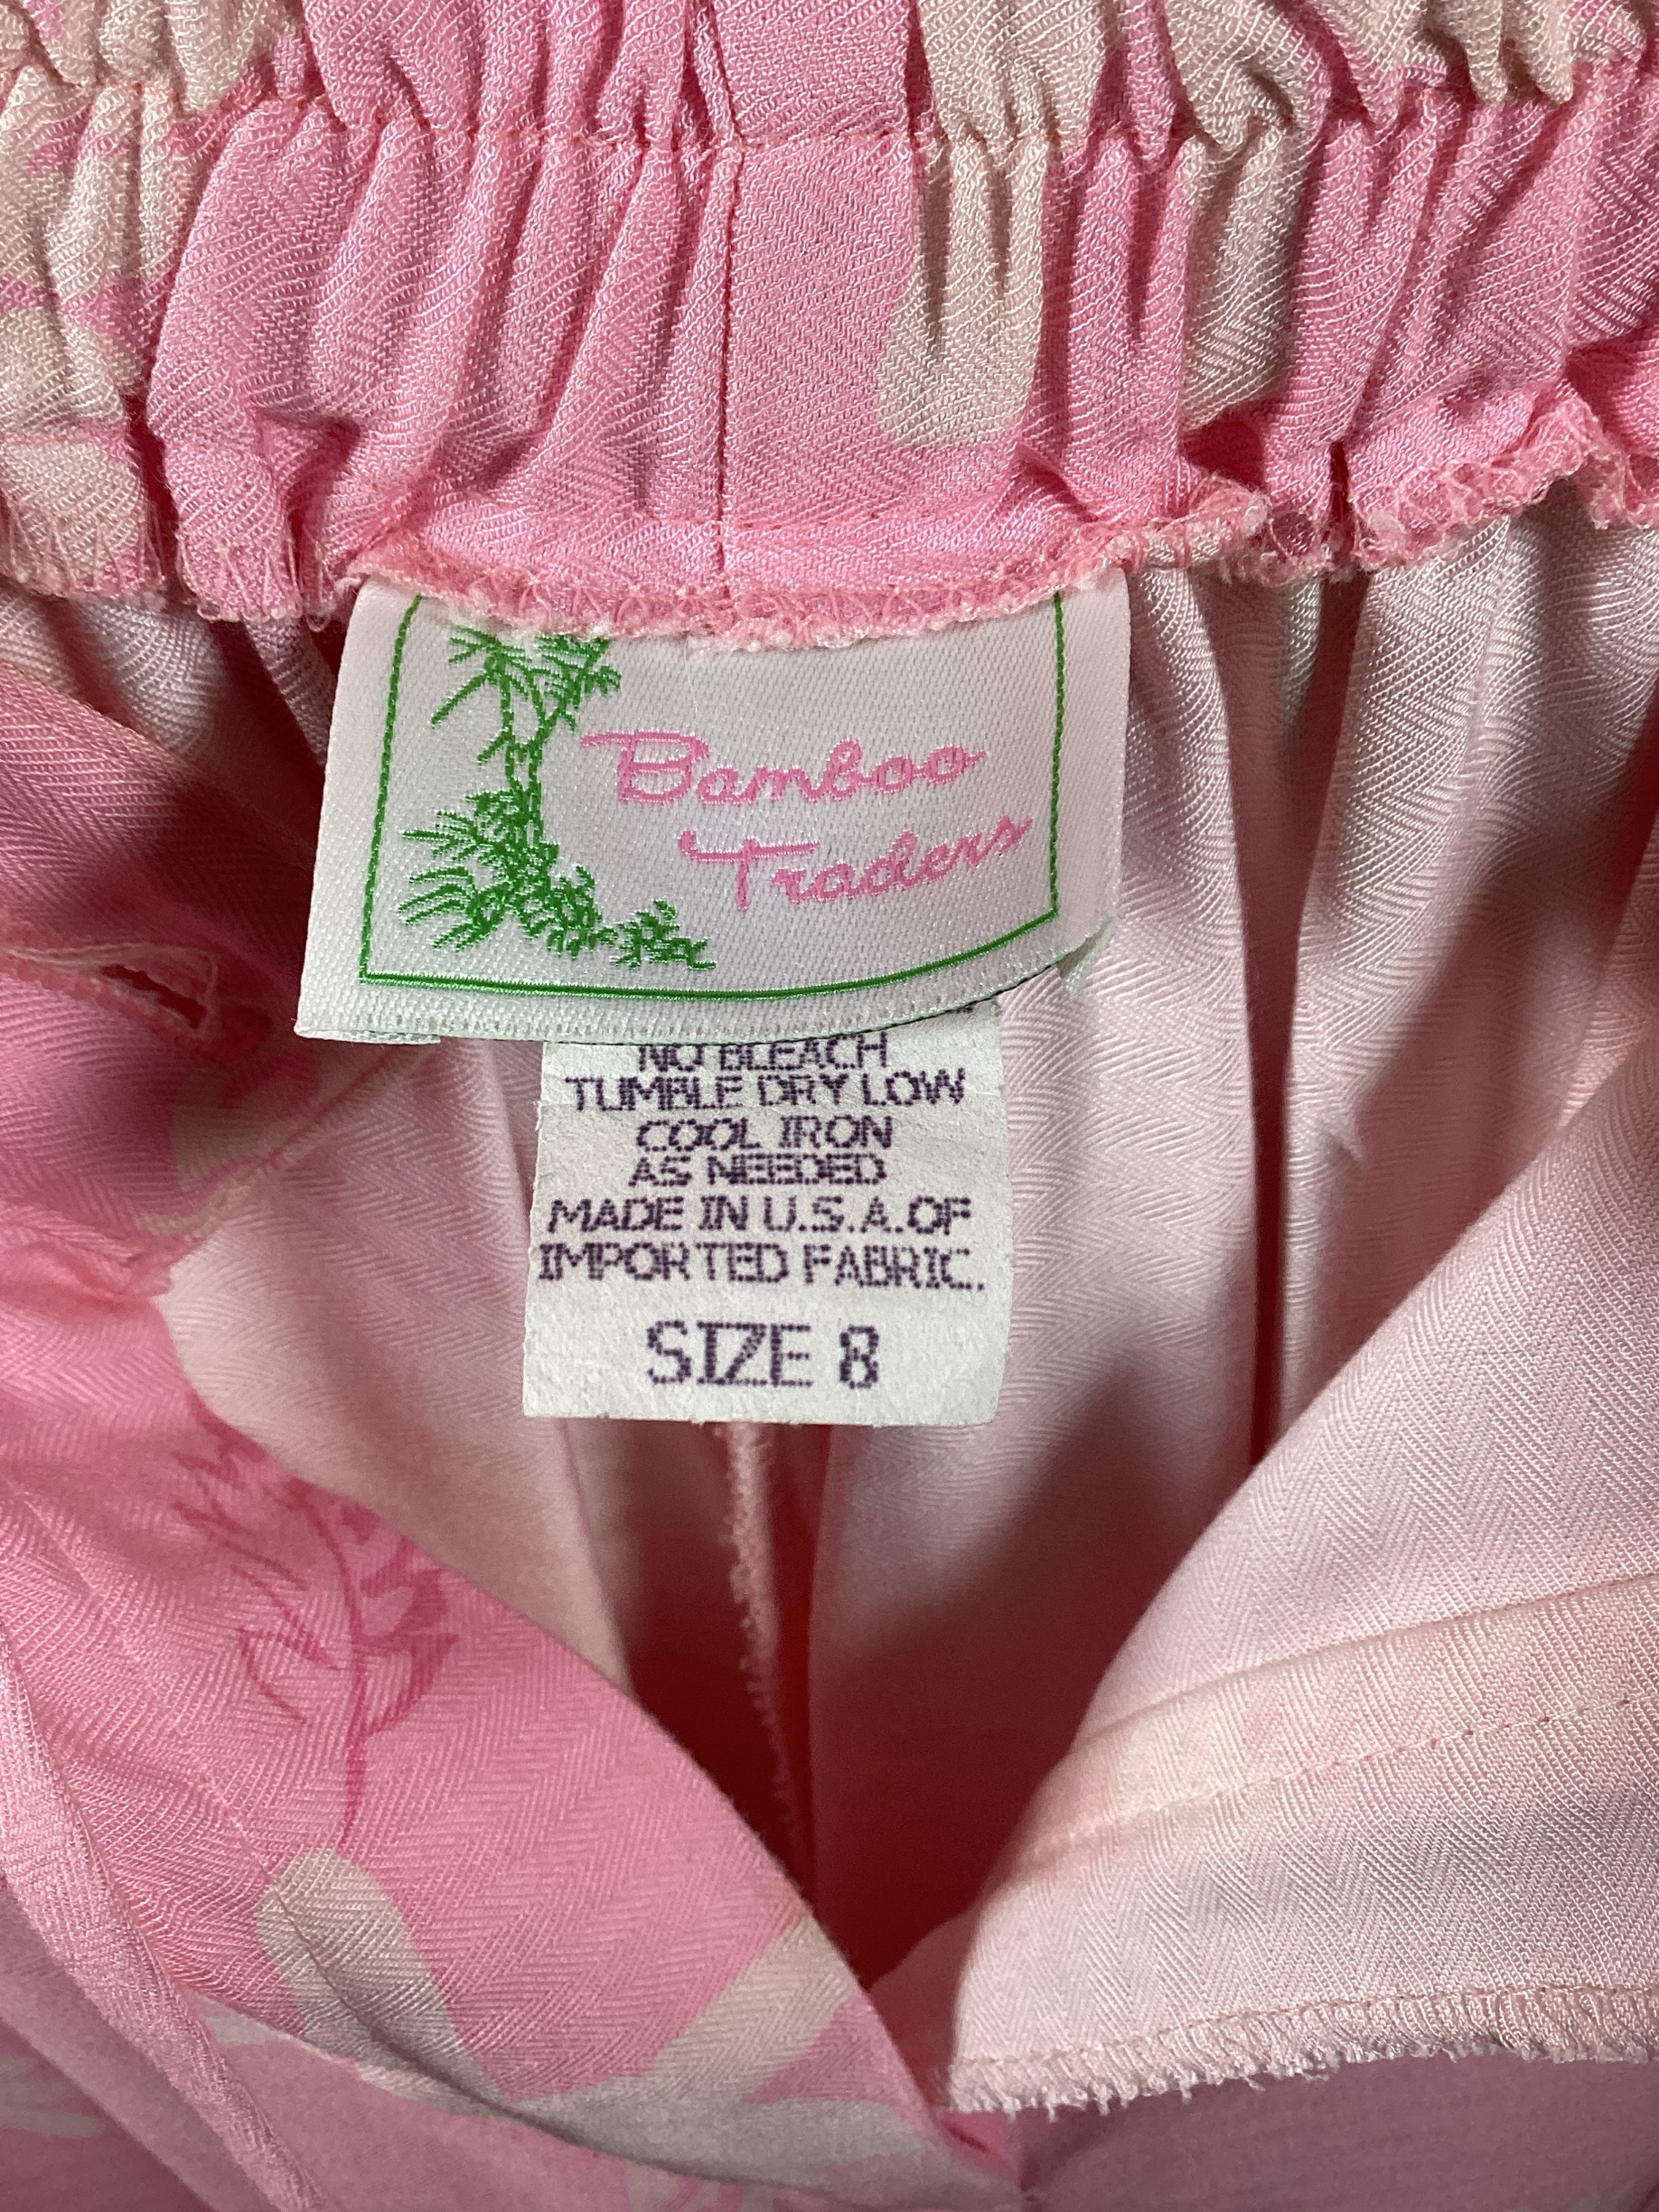 Bamboo
Traders
NO BLEACH
TUMBLE DRY LOW
COOL IRON
AS NEEDED
MADE IN U.S.A. OF
IMPORTED FABRIC.
SIZE 8